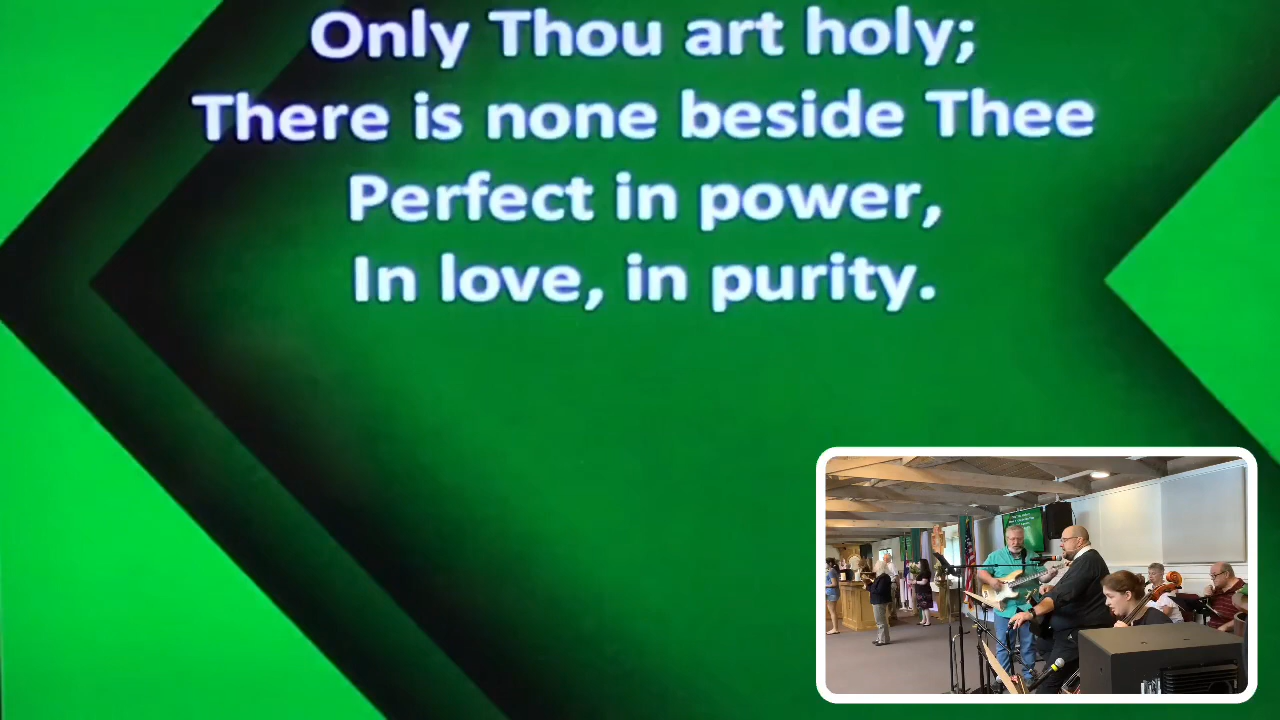 Only Thou art holy;
There is none beside Thee
Perfect in power,
In love, in purity.